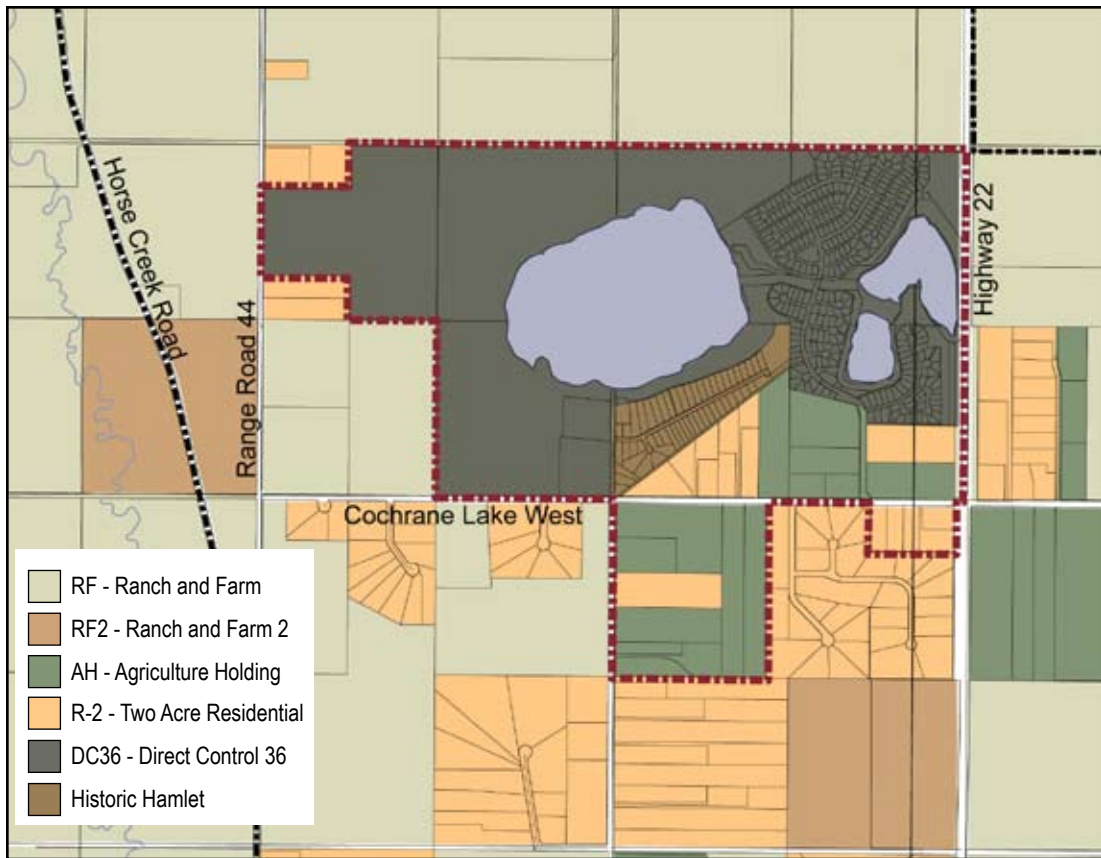 Horse Creek Road
Range Road 44
Highway 22
Cochrane Lake West
RF - Ranch and Farm
RF2 - Ranch and Farm 2
AH - Agriculture Holding
R-2 - Two Acre Residential
DC36 - Direct Control 36
Historic Hamlet